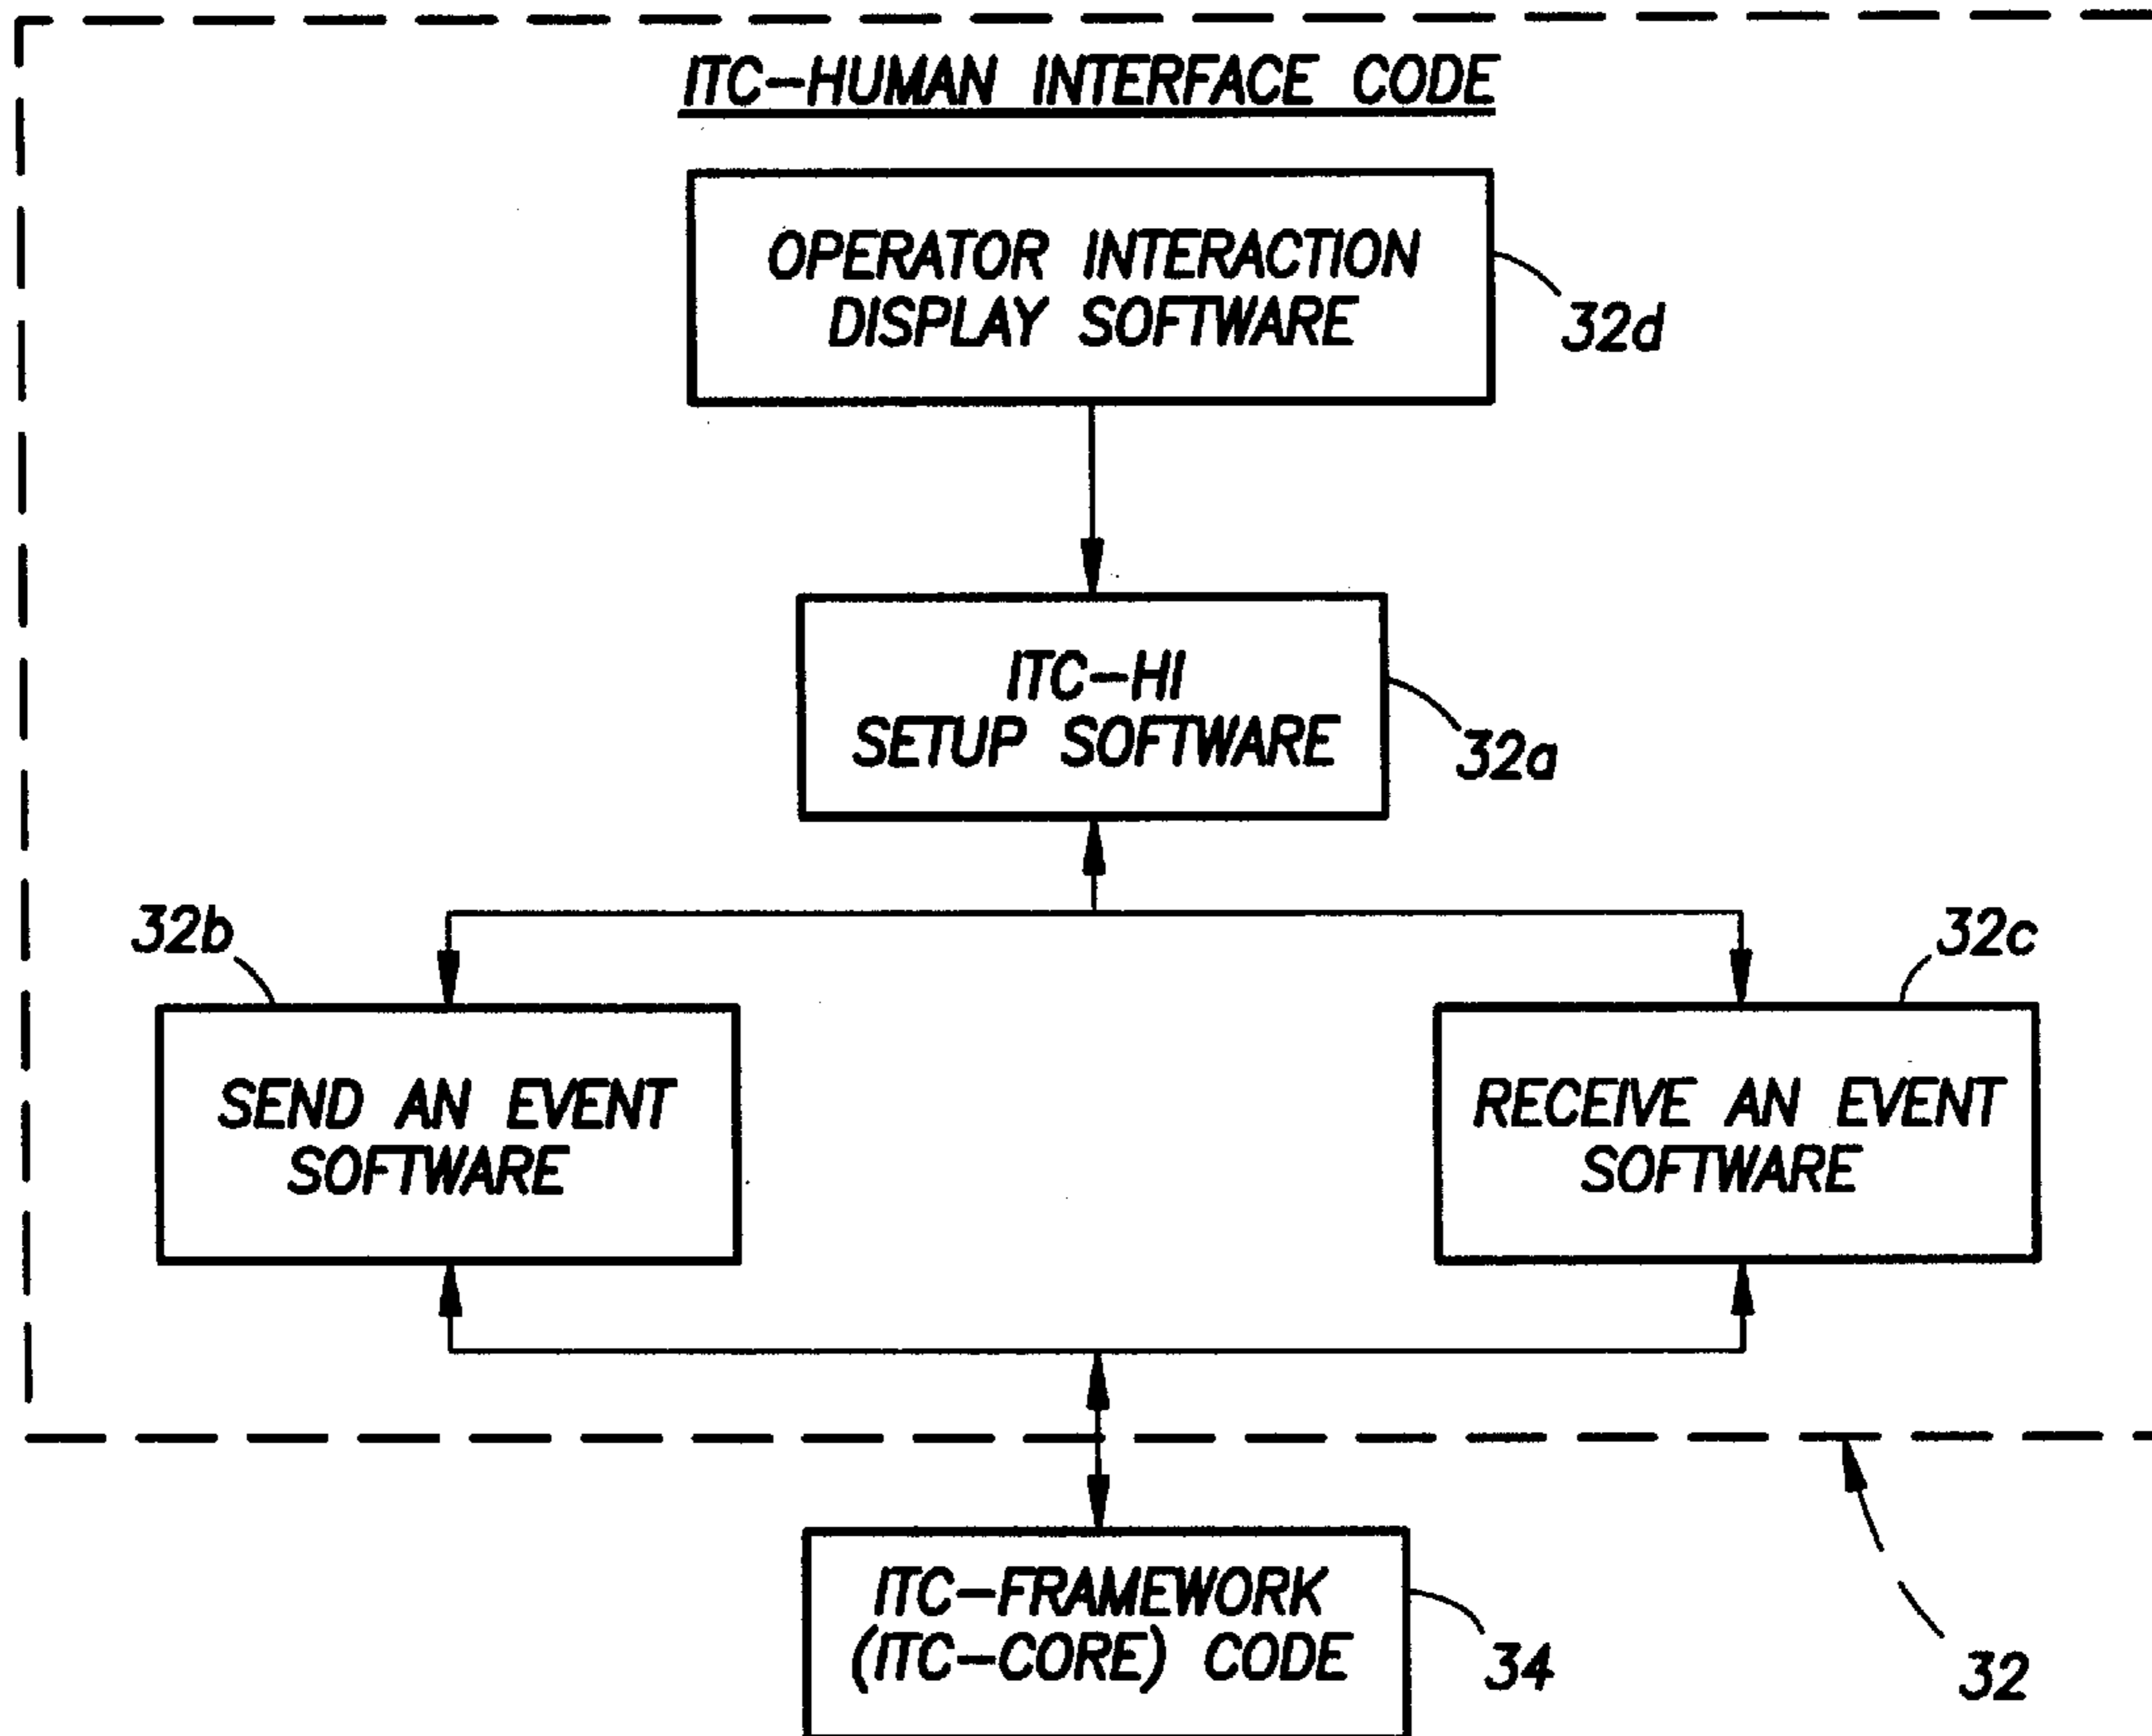 ITC-HUMAN INTERFACE CODE
OPERATOR INTERACTION
DISPLAY SOFTWARE
32d
ITC-HI
SETUP SOFTWARE
32a
32b
32c
SEND AN EVENT
SOFTWARE
RECEIVE AN EVENT
SOFTWARE
ITC-FRAMEWORK
(ITC-CORE) CODE
34
32